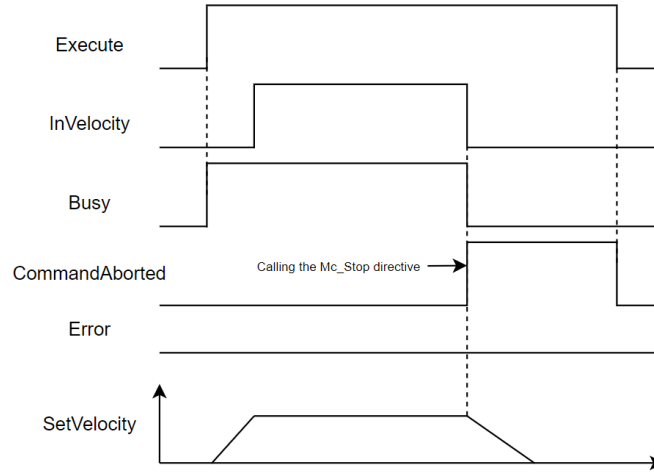 Execute
InVelocity
Busy
CommandAborted
Calling the Mc_Stop directive
Error
SetVelocity